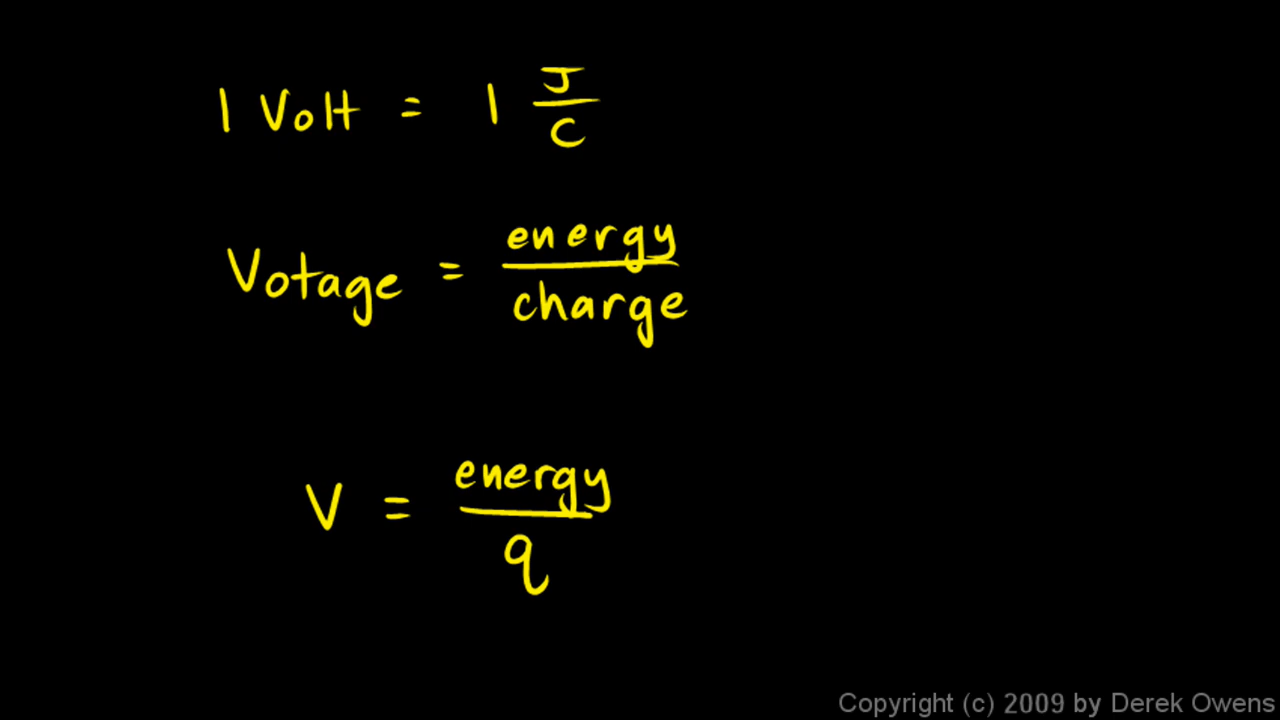 1 Volt = 1 J/C
Votage = energy/charge
V = energy/q
Copyright (c) 2009 by Derek Owens